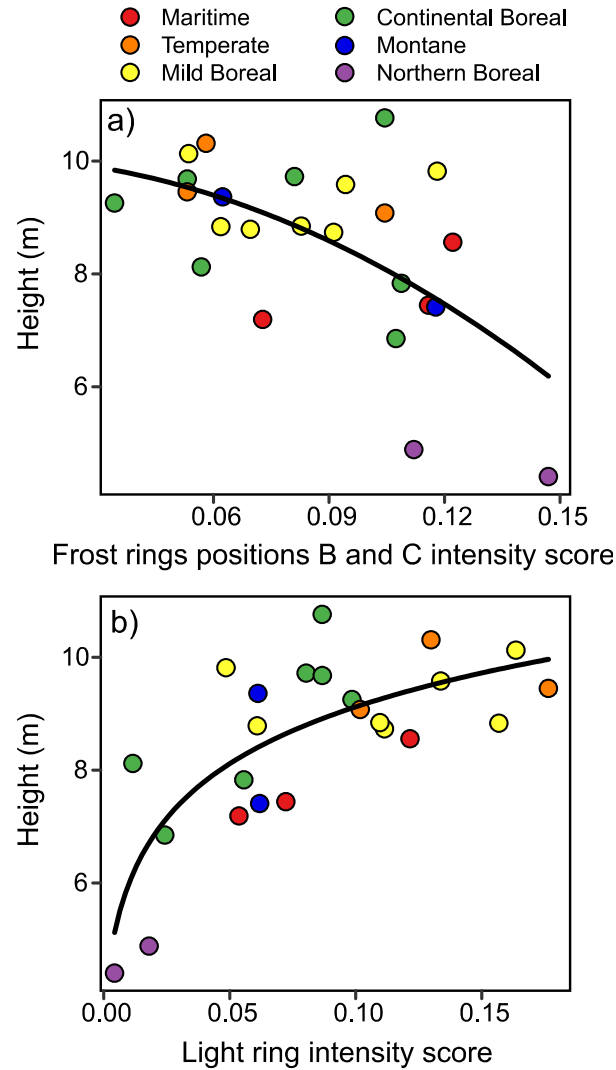 Maritime Continental Boreal
Temperate Montane
Mild Boreal Northern Boreal
a)
10
8
6
Height (m)
0.06 0.09 0.12 0.15
Frost rings positions B and C intensity score
b)
10
8
6
Height (m)
0.00 0.05 0.10 0.15
Light ring intensity score